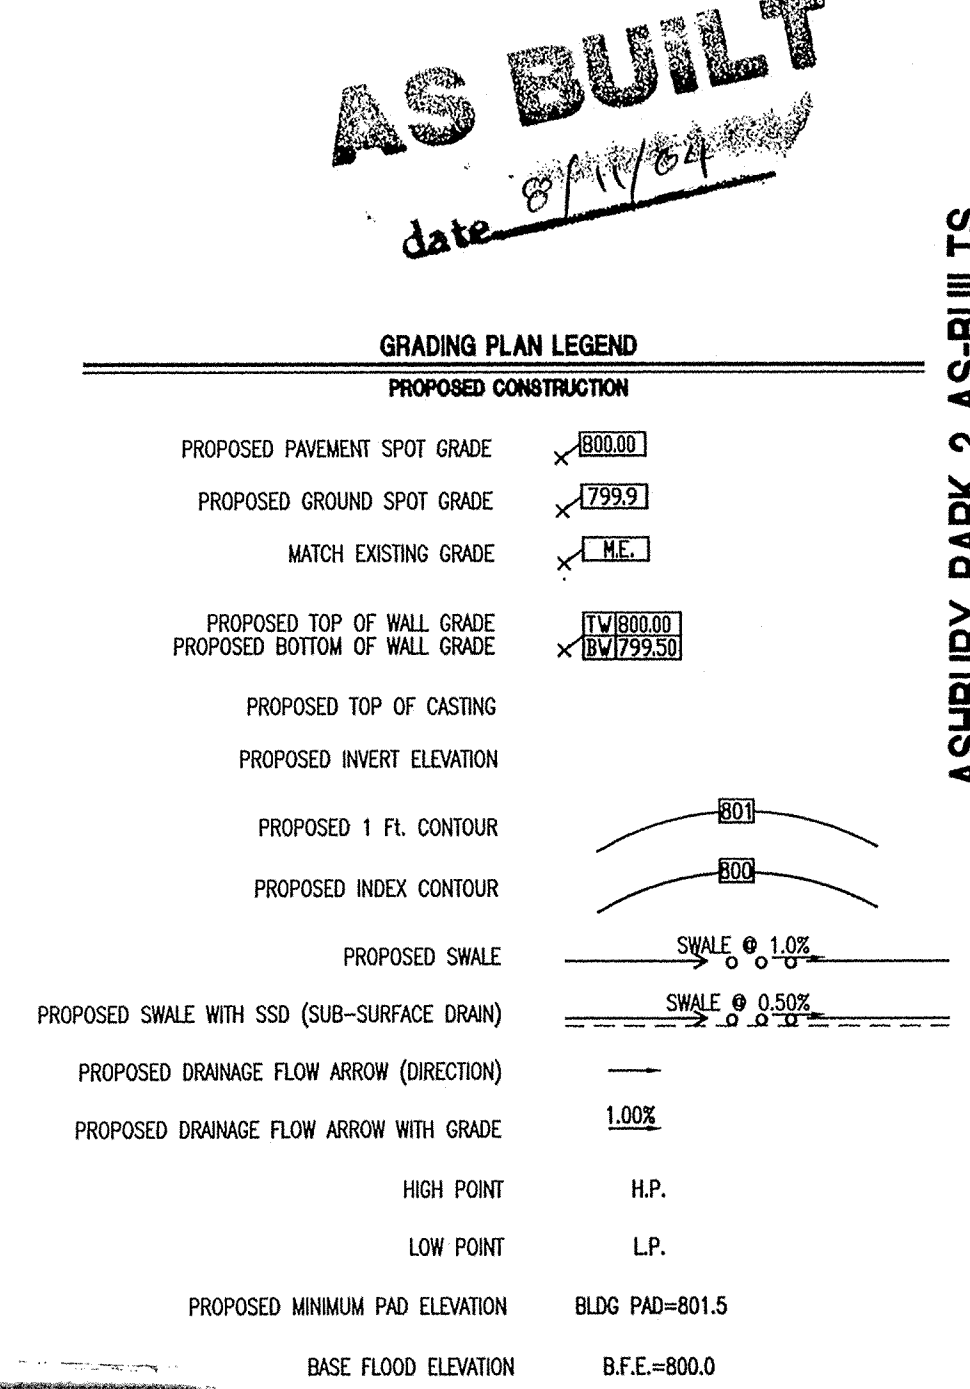 AS BUILT
date 8/11/04
GRADING PLAN LEGEND
PROPOSED CONSTRUCTION
PROPOSED PAVEMENT SPOT GRADE 800.00
PROPOSED GROUND SPOT GRADE 799.9
MATCH EXISTING GRADE M.E.
PROPOSED TOP OF WALL GRADE TW 800.00
PROPOSED BOTTOM OF WALL GRADE BW 799.50
PROPOSED TOP OF CASTING
PROPOSED INVERT ELEVATION
PROPOSED 1 Ft. CONTOUR 801
PROPOSED INDEX CONTOUR 800
PROPOSED SWALE SWALE @ 1.0%
PROPOSED SWALE WITH SSD (SUB-SURFACE DRAIN) SWALE @ 0.50%
PROPOSED DRAINAGE FLOW ARROW (DIRECTION)
PROPOSED DRAINAGE FLOW ARROW WITH GRADE 1.00%
HIGH POINT H.P.
LOW POINT L.P.
PROPOSED MINIMUM PAD ELEVATION BLDG PAD=801.5
BASE FLOOD ELEVATION B.F.E.=800.0
ASHBURY PARK 2 AS-BUILTS